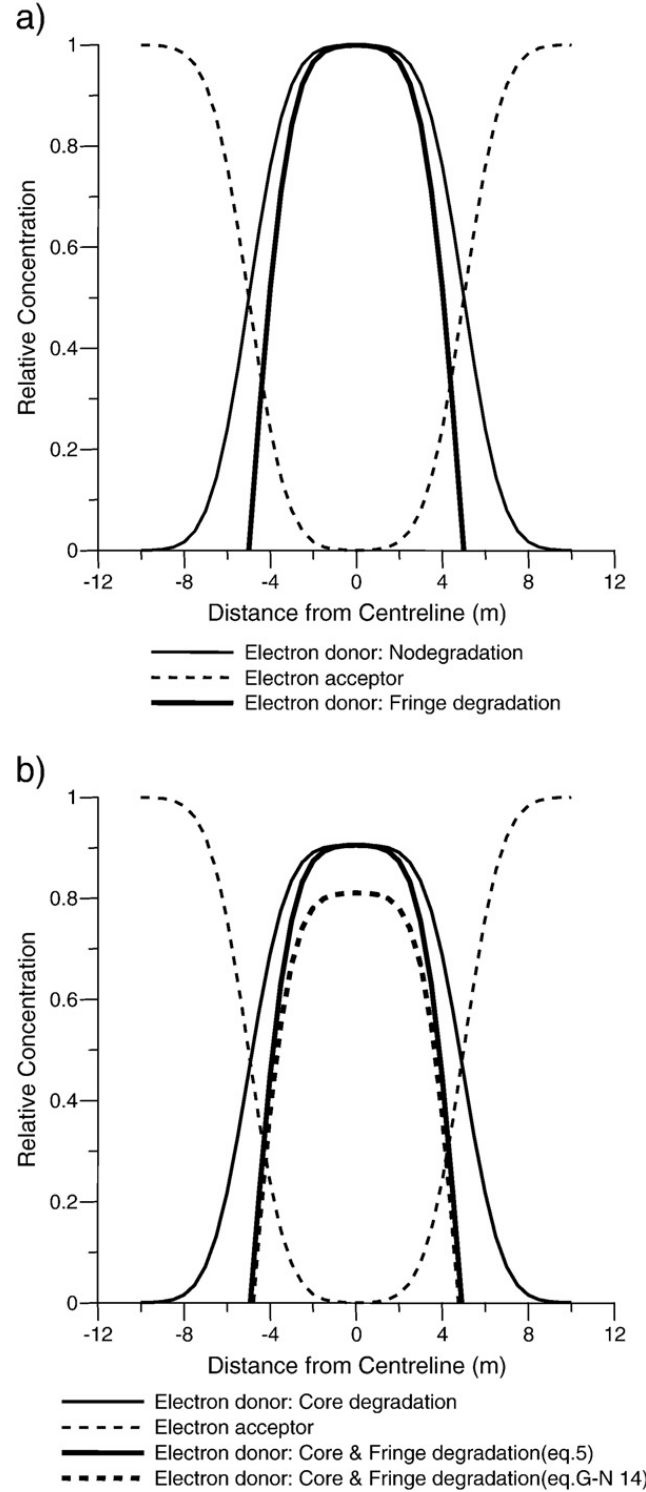 a)
1
0.8
0.6
0.4
0.2
0
Relative Concentration
-12 -8 -4 0 4 8 12
Distance from Centreline (m)
Electron donor: Nodegradation
Electron acceptor
Electron donor: Fringe degradation
b)
1
0.8
0.6
0.4
0.2
0
Relative Concentration
-12 -8 -4 0 4 8 12
Distance from Centreline (m)
Electron donor: Core degradation
Electron acceptor
Electron donor: Core & Fringe degradation(eq.5)
Electron donor: Core & Fringe degradation(eq.G-N 14)